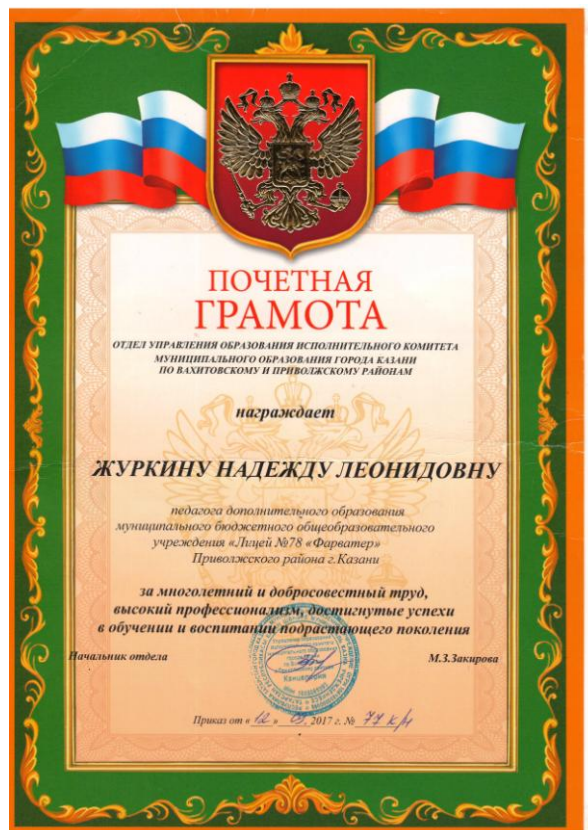 ПОЧЕТНАЯ
ГРАМОТА
ОТДЕЛ УПРАВЛЕНИЯ ОБРАЗОВАНИЯ ИСПОЛНИТЕЛЬНОГО КОМИТЕТА
МУНИЦИПАЛЬНОГО ОБРАЗОВАНИЯ ГОРОДА КАЗАНИ
ПО ВАХИТОВСКОМУ И ПРИВОЛЖСКОМУ РАЙОНАМ
награждает
ЖУРКИНУ НАДЕЖДУ ЛЕОНИДОВНУ
педагога дополнительного образования
муниципального бюджетного общеобразовательного
учреждения «Лицей №78 «Фарватер»
Приволжского района г.Казани
за многолетний и добросовестный труд,
высокий профессионализм, достигнутые успехи
в обучении и воспитании подрастающего поколения
Начальник отдела М.З.Закирова
Канцелярия
Приказ от « 12 » 2017 г. № 77 к/н